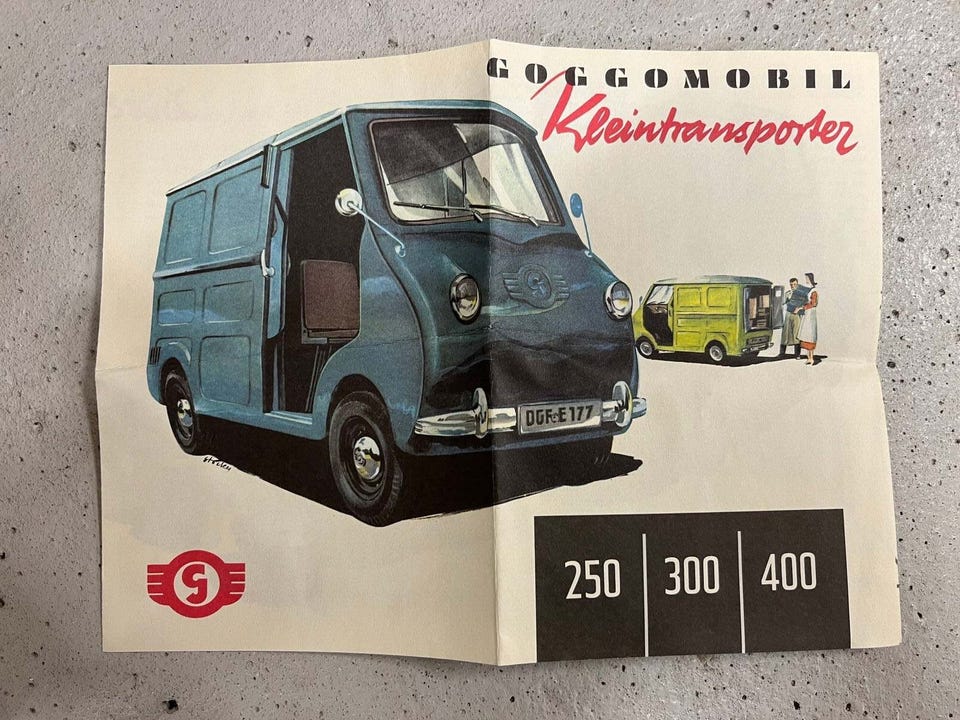 GOGGOMOBIL
Kleintransporter
DGF-E 177
250 300 400